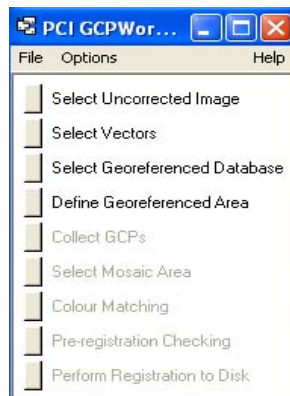 PCI GCPWor...
File Options Help
Select Uncorrected Image
Select Vectors
Select Georeferenced Database
Define Georeferenced Area
Collect GCPs
Select Mosaic Area
Colour Matching
Pre-registration Checking
Perform Registration to Disk